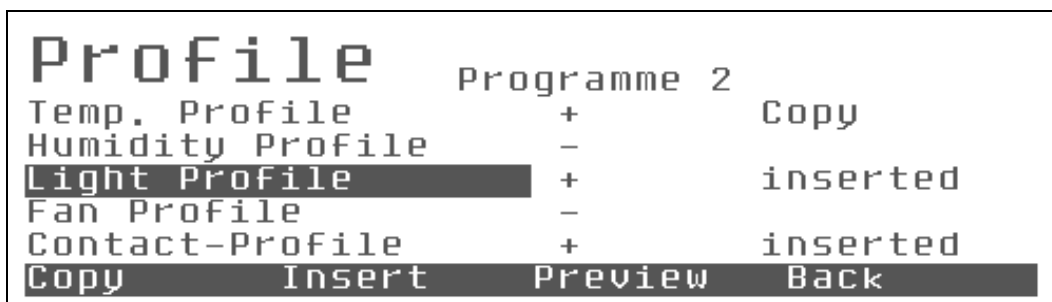 Profile Programme 2
Temp. Profile + Copy
Humidity Profile -
Light Profile + inserted
Fan Profile -
Contact-Profile + inserted
Copy Insert Preview Back